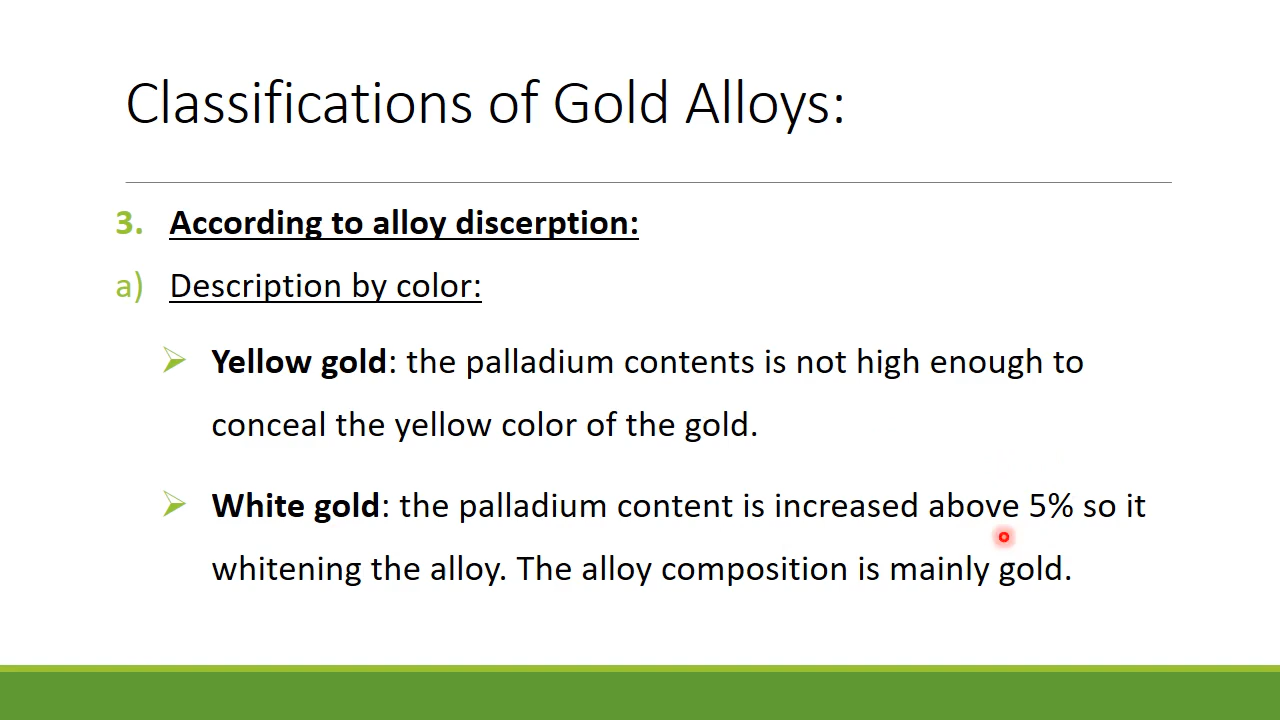 Classifications of Gold Alloys:
3. According to alloy discerption:
a) Description by color:
Yellow gold: the palladium contents is not high enough to
conceal the yellow color of the gold.
White gold: the palladium content is increased above 5% so it
whitening the alloy. The alloy composition is mainly gold.